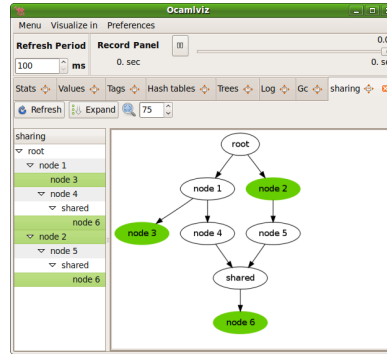 Ocamlviz
Menu Visualize in Preferences
Refresh Period
100 ms
Record Panel
0. sec
0.0
0. se
Stats Values Tags Hash tables Trees Log Gc sharing
Refresh Expand 75
sharing
root
node 1
node 3
node 4
shared
node 6
node 2
node 5
shared
node 6
root
node 1 node 2
node 3 node 4 node 5
shared
node 6